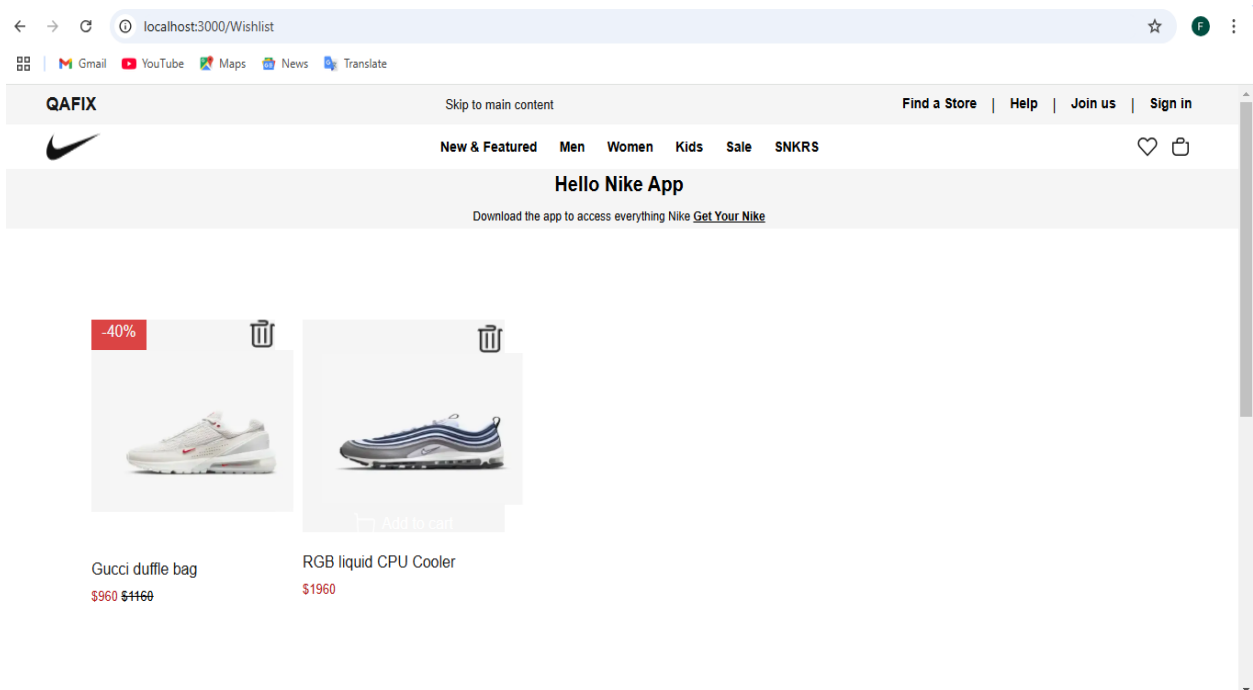 localhost:3000/Wishlist
F
Gmail YouTube Maps News Translate
QAFIX Skip to main content Find a Store | Help | Join us | Sign in
New & Featured Men Women Kids Sale SNKRS
Hello Nike App
Download the app to access everything Nike Get Your Nike
-40%
Add to cart
Gucci duffle bag
$960 $1160
RGB liquid CPU Cooler
$1960